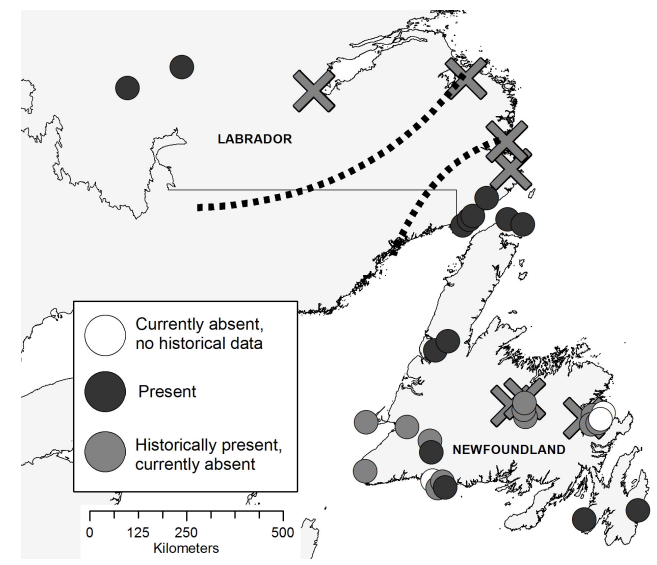 LABRADOR
Currently absent,
no historical data
Present
Historically present,
currently absent
NEWFOUNDLAND
0 125 250 500
Kilometers